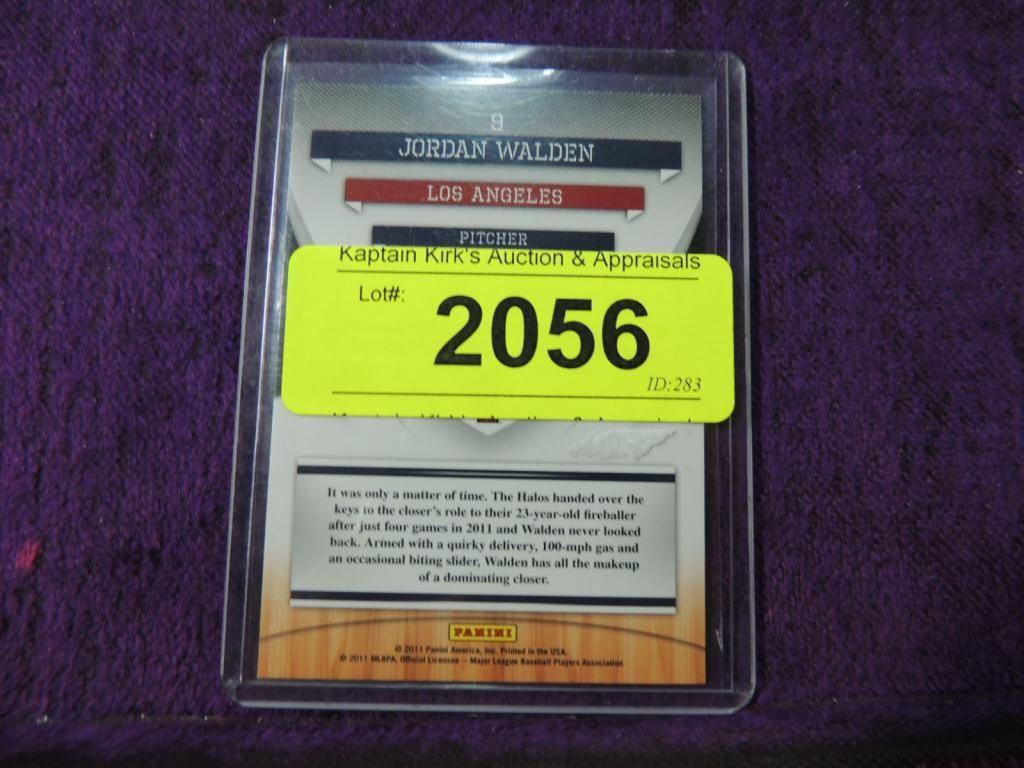 9
JORDAN WALDEN
LOS ANGELES
PITCHER
Kaptain Kirk's Auction & Appraisals
Lot#:
2056
ID:283
It was only a matter of time. The Halos handed over the
keys to the closer's role to their 23-year-old fireballer
after just four games in 2011 and Walden never looked
back. Armed with a quirky delivery, 100-mph gas and
an occasional biting slider, Walden has all the makeup
of a dominating closer.
PANINI
© 2011 Panini America, Inc. Printed in the USA.
© 2011 MLBPA, Official Licensee -- Major League Baseball Players Association